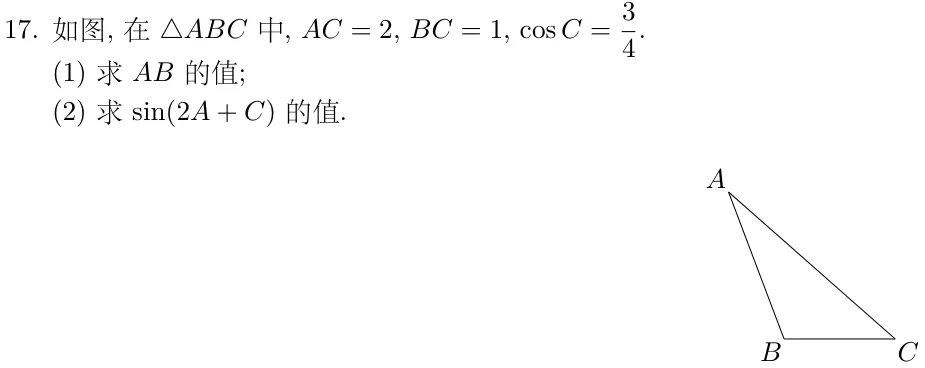 17. 如图, 在 △ABC 中, AC = 2, BC = 1, cos C = 3/4.
(1) 求 AB 的值;
(2) 求 sin(2A + C) 的值.
A
B
C